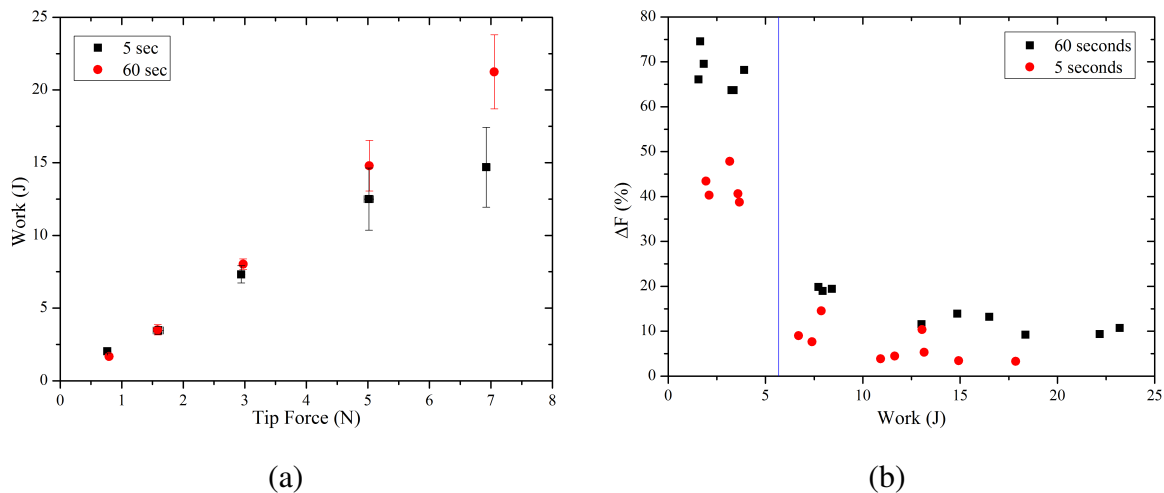 25
20
15
10
5
0
Work (J)
5 sec
60 sec
0 1 2 3 4 5 6 7 8
Tip Force (N)
(a)
80
70
60
50
40
30
20
10
0
ΔF (%)
60 seconds
5 seconds
0 5 10 15 20 25
Work (J)
(b)